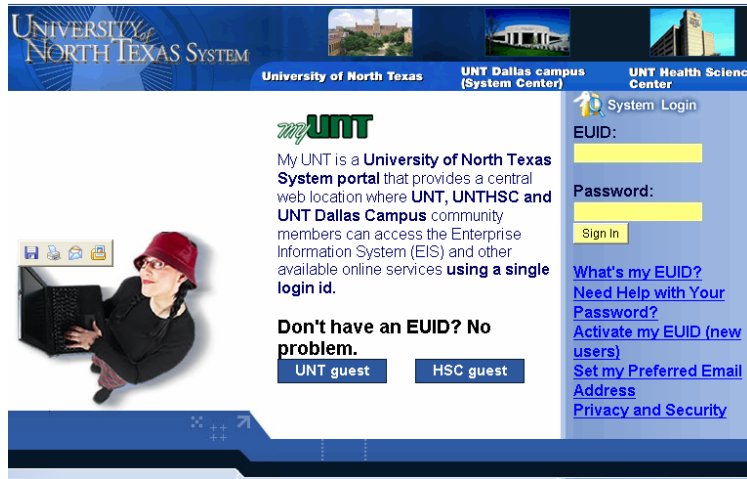 UNIVERSITY of
NORTH TEXAS SYSTEM
University of North Texas
UNT Dallas campus
(System Center)
UNT Health Scienc
Center
System Login
EUID:
Password:
Sign In
What's my EUID?
Need Help with Your
Password?
Activate my EUID (new
users)
Set my Preferred Email
Address
Privacy and Security
myUNT
My UNT is a University of North Texas
System portal that provides a central
web location where UNT, UNTHSC and
UNT Dallas Campus community
members can access the Enterprise
Information System (EIS) and other
available online services using a single
login id.
Don't have an EUID? No
problem.
UNT guest
HSC guest